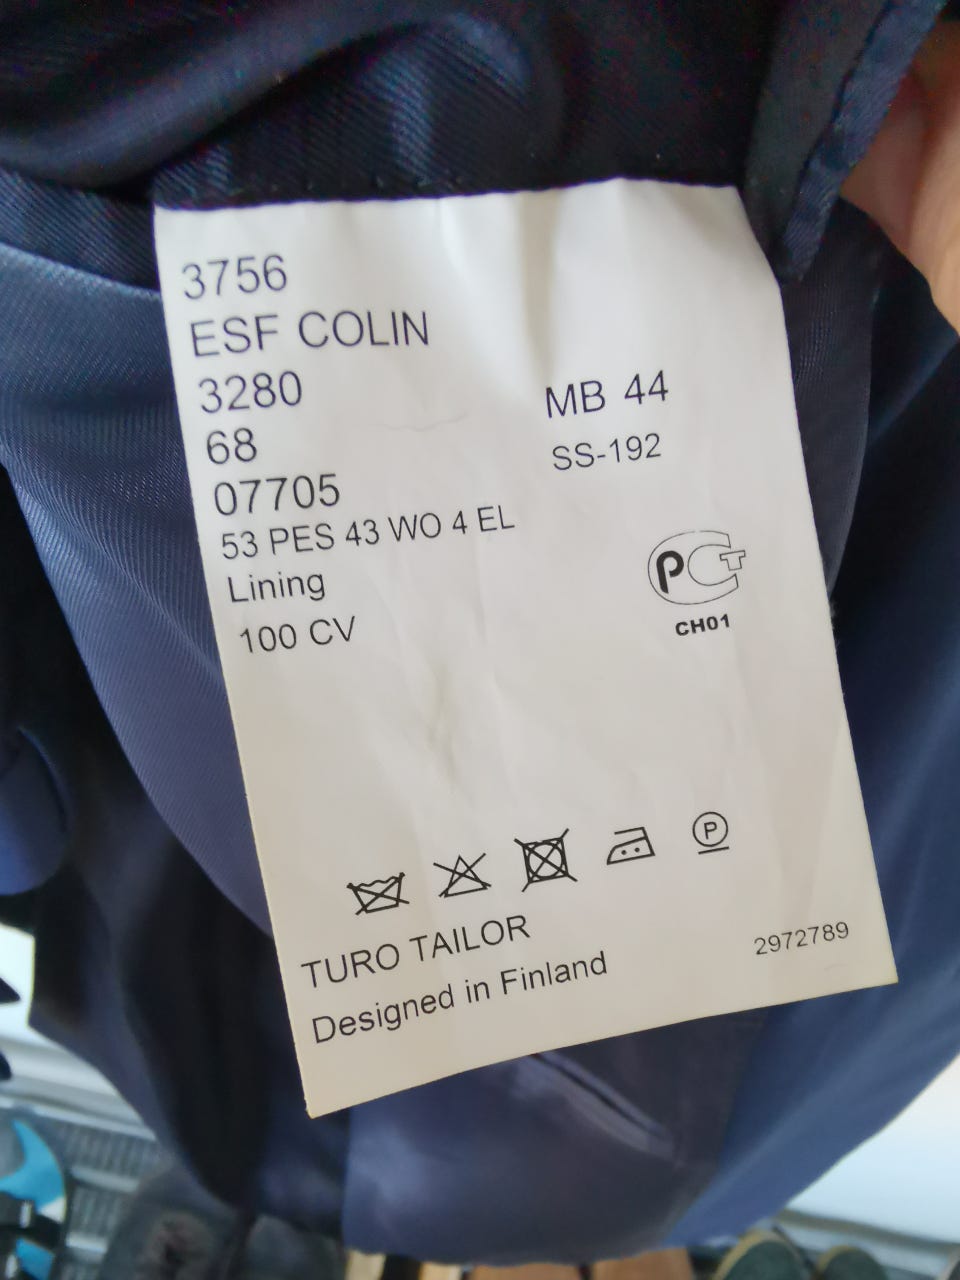 3756
ESF COLIN
3280
MB 44
68
SS-192
07705
53 PES 43 WO 4 EL
Lining
100 CV
РСТ
CH01
P
TURO TAILOR
2972789
Designed in Finland